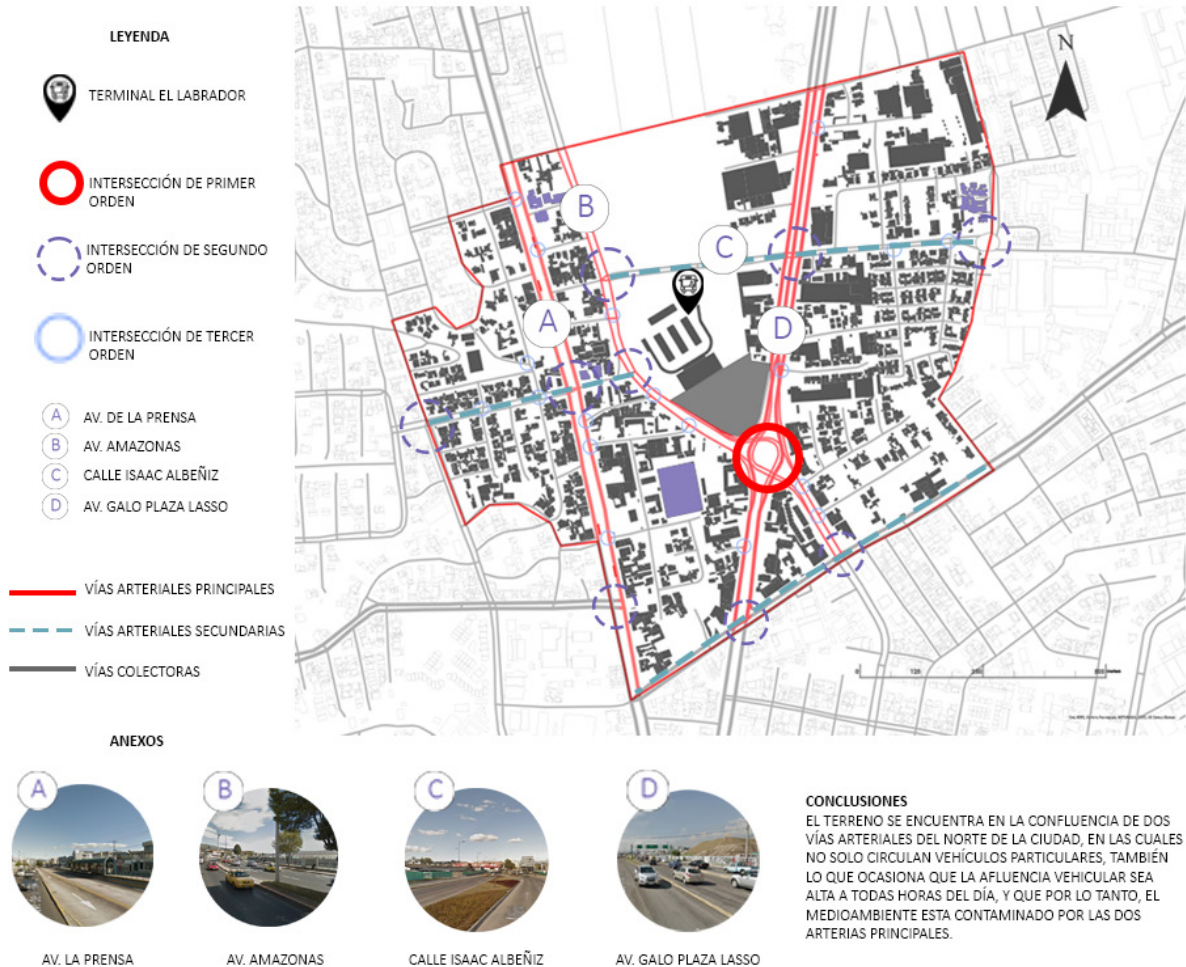 LEYENDA
TERMINAL EL LABRADOR
INTERSECCIÓN DE PRIMER
ORDEN
INTERSECCIÓN DE SEGUNDO
ORDEN
INTERSECCIÓN DE TERCER
ORDEN
A AV. DE LA PRENSA
B AV. AMAZONAS
C CALLE ISAAC ALBEÑIZ
D AV. GALO PLAZA LASSO
VÍAS ARTERIALES PRINCIPALES
VÍAS ARTERIALES SECUNDARIAS
VÍAS COLECTORAS
N
B
C
A
D
0
ANEXOS
A
B
C
D
AV. LA PRENSA
AV. AMAZONAS
CALLE ISAAC ALBEÑIZ
AV. GALO PLAZA LASSO
CONCLUSIONES
EL TERRENO SE ENCUENTRA EN LA CONFLUENCIA DE DOS
VÍAS ARTERIALES DEL NORTE DE LA CIUDAD, EN LAS CUALES
NO SOLO CIRCULAN VEHÍCULOS PARTICULARES, TAMBIÉN
LO QUE OCASIONA QUE LA AFLUENCIA VEHICULAR SEA
ALTA A TODAS HORAS DEL DÍA, Y QUE POR LO TANTO, EL
MEDIOAMBIENTE ESTA CONTAMINADO POR LAS DOS
ARTERIAS PRINCIPALES.